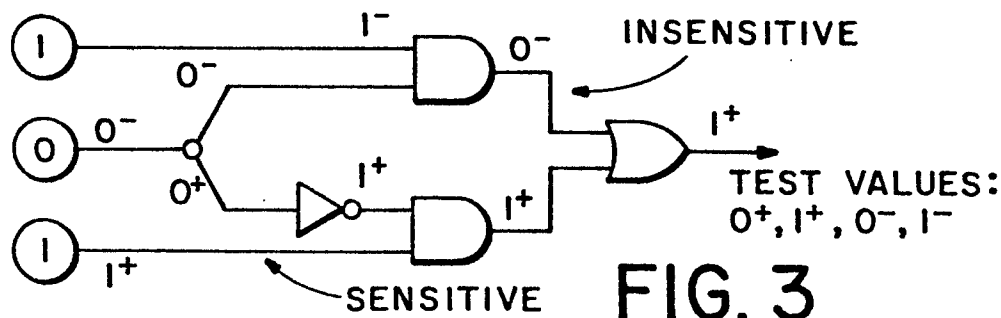 1
1⁻
0⁻
INSENSITIVE
0⁻
0
0⁻
1⁺
0⁺
1⁺
1⁺
TEST VALUES:
0⁺, 1⁺, 0⁻, 1⁻
1
1⁺
SENSITIVE
FIG. 3